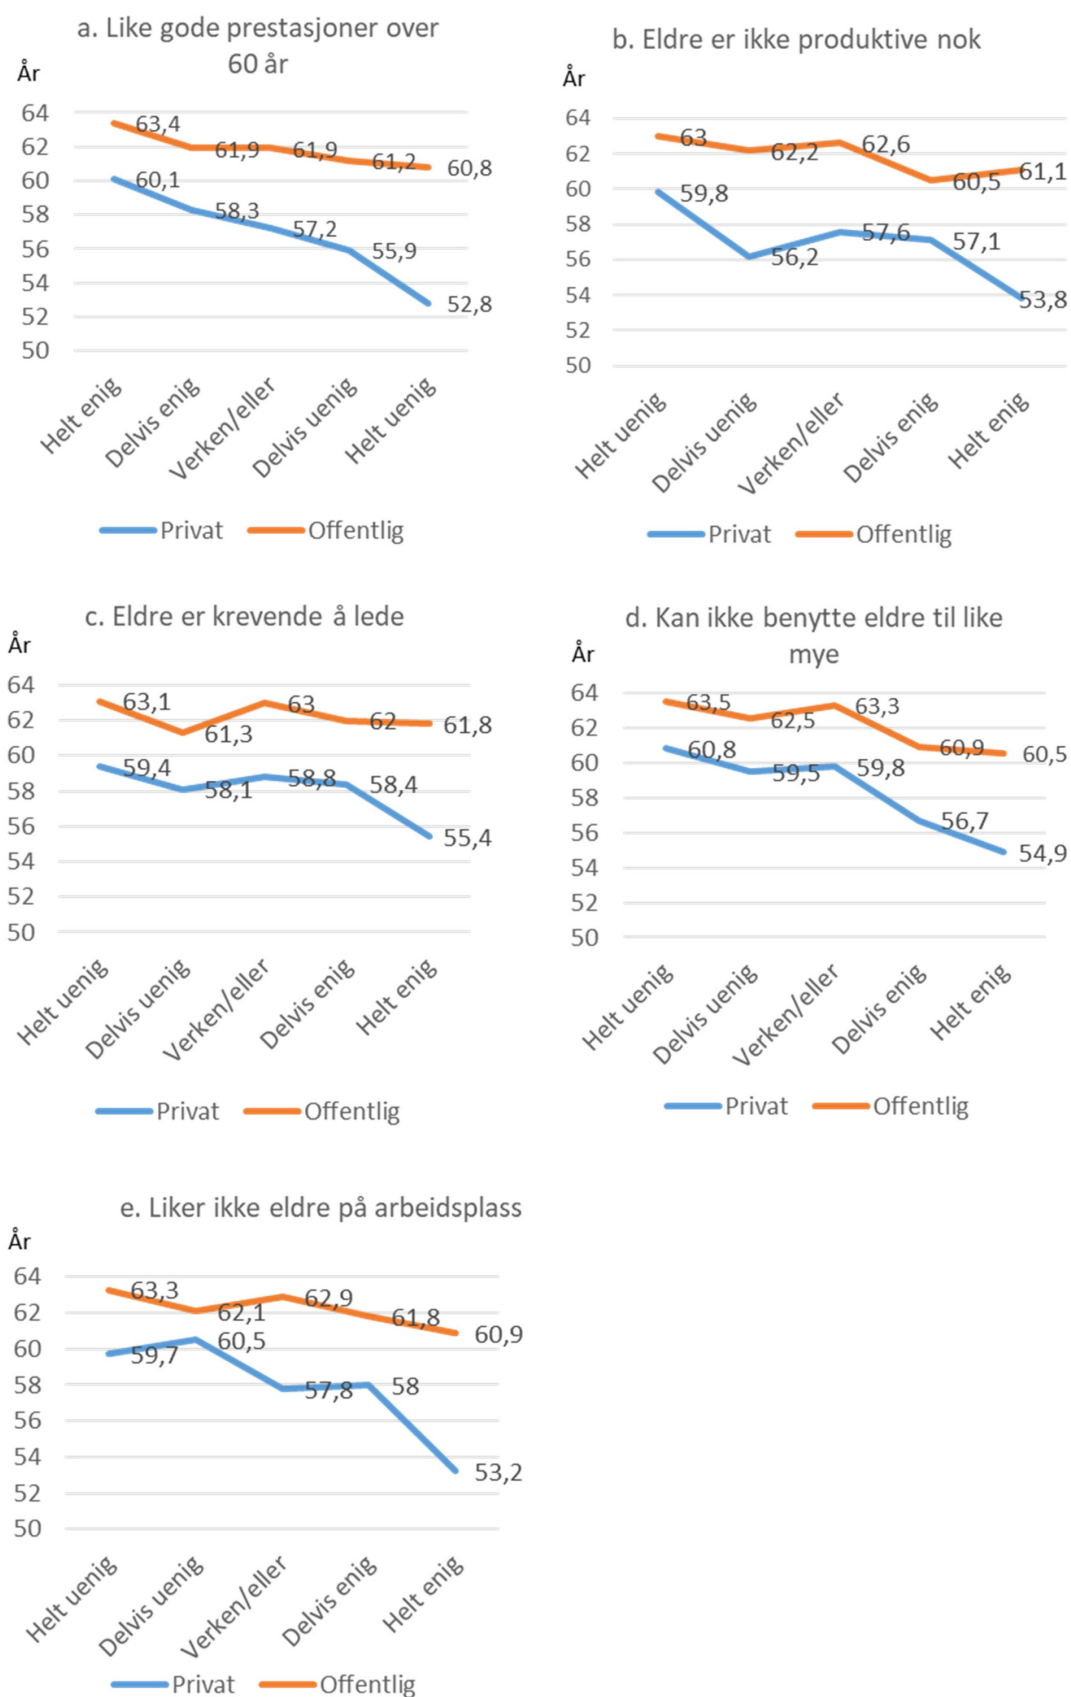 a. Like gode prestasjoner over
60 år
År
64
62
60
58
56
54
52
50
63,4
61,9
61,9
61,2
60,8
60,1
58,3
57,2
55,9
52,8
Helt enig
Delvis enig
Verken/eller
Delvis uenig
Helt uenig
Privat
Offentlig
b. Eldre er ikke produktive nok
År
64
62
60
58
56
54
52
50
63
62,2
62,6
60,5
61,1
59,8
56,2
57,6
57,1
53,8
Helt uenig
Delvis uenig
Verken/eller
Delvis enig
Helt enig
Privat
Offentlig
c. Eldre er krevende å lede
År
64
62
60
58
56
54
52
50
63,1
61,3
63
62
61,8
59,4
58,1
58,8
58,4
55,4
Helt uenig
Delvis uenig
Verken/eller
Delvis enig
Helt enig
Privat
Offentlig
d. Kan ikke benytte eldre til like
mye
År
64
62
60
58
56
54
52
50
63,5
62,5
63,3
60,9
60,5
60,8
59,5
59,8
56,7
54,9
Helt uenig
Delvis uenig
Verken/eller
Delvis enig
Helt enig
Privat
Offentlig
e. Liker ikke eldre på arbeidsplass
År
64
62
60
58
56
54
52
50
63,3
62,1
62,9
61,8
60,9
59,7
60,5
57,8
58
53,2
Helt uenig
Delvis uenig
Verken/eller
Delvis enig
Helt enig
Privat
Offentlig